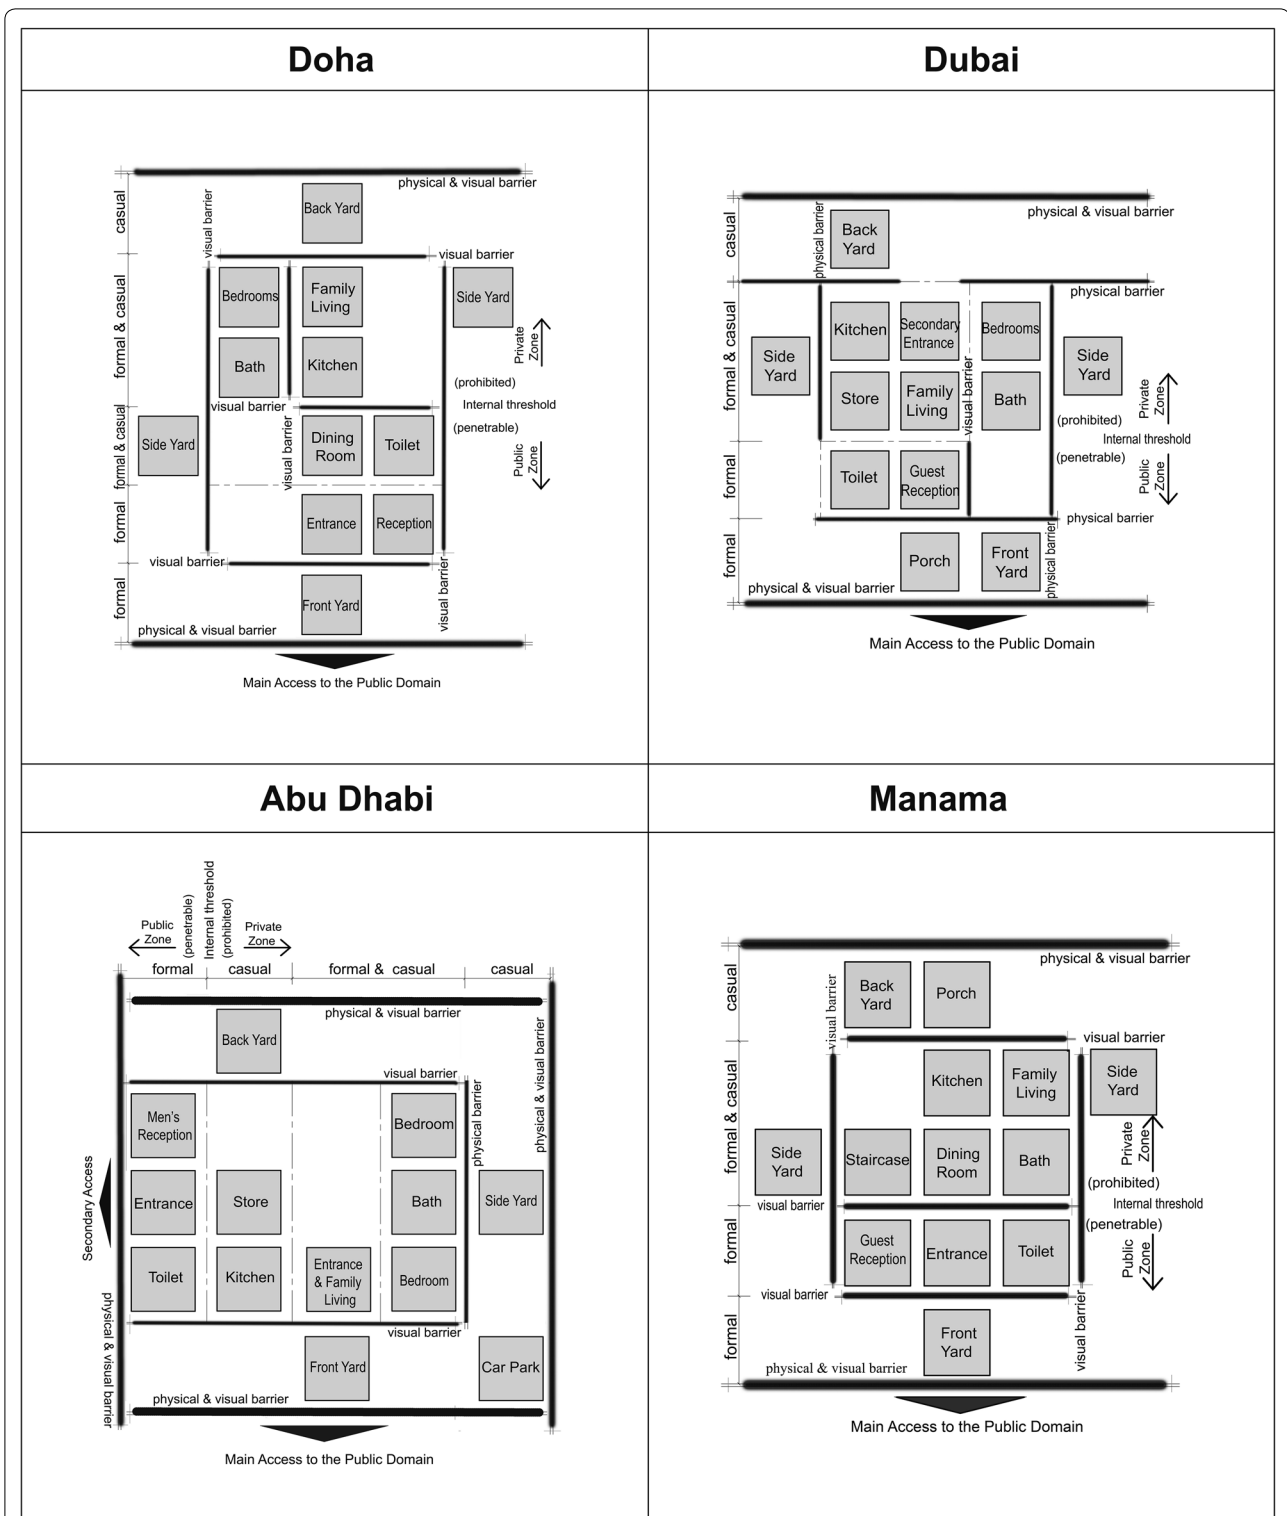 Doha
physical & visual barrier
casual
visual barrier
Back Yard
visual barrier
formal & casual
Bedrooms
Family
Living
Side Yard
Private
Zone
Bath
Kitchen
(prohibited)
visual barrier
Internal threshold
formal & casual
Side Yard
visual barrier
Dining
Room
Toilet
(penetrable)
Public
Zone
formal
Entrance
Reception
visual barrier
visual barrier
formal
Front Yard
physical & visual barrier
Main Access to the Public Domain
Dubai
physical & visual barrier
casual
physical barrier
Back
Yard
physical barrier
formal & casual
Kitchen
Secondary
Entrance
Bedrooms
Side
Yard
Side
Yard
Store
Family
Living
visual barrier
Bath
Private
Zone
(prohibited)
Internal threshold
(penetrable)
formal
Toilet
Guest
Reception
Public
Zone
physical barrier
formal
Porch
Front
Yard
physical barrier
physical & visual barrier
Main Access to the Public Domain
Abu Dhabi
Public
Zone
(penetrable)
Internal threshold
(prohibited)
Private
Zone
formal
casual
formal & casual
casual
physical & visual barrier
Back Yard
physical & visual barrier
visual barrier
Men's
Reception
Bedroom
physical barrier
Secondary Access
Entrance
Store
Bath
Side Yard
Toilet
Kitchen
Entrance
& Family
Living
Bedroom
visual barrier
physical & visual barrier
Front Yard
Car Park
physical & visual barrier
Main Access to the Public Domain
Manama
physical & visual barrier
casual
visual barrier
Back
Yard
Porch
visual barrier
formal & casual
Kitchen
Family
Living
Side
Yard
Side
Yard
Staircase
Dining
Room
Bath
Private
Zone
(prohibited)
visual barrier
Internal threshold
(penetrable)
formal
Guest
Reception
Entrance
Toilet
Public
Zone
visual barrier
visual barrier
formal
Front
Yard
physical & visual barrier
Main Access to the Public Domain